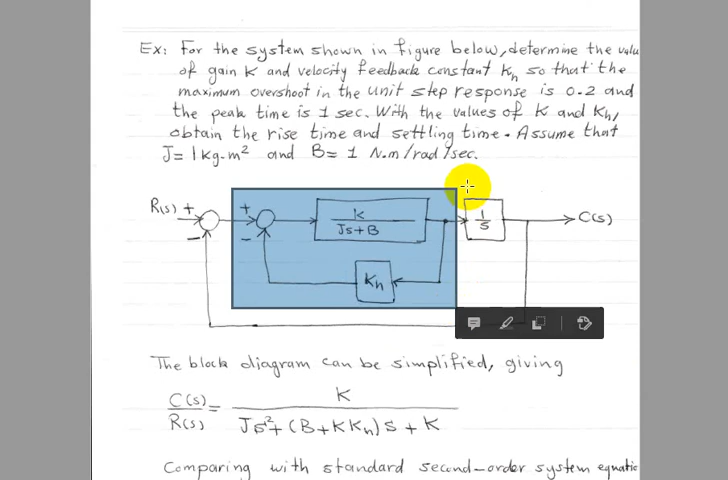 Ex: For the system shown in figure below, determine the valu
of gain K and velocity feedback constant Kh so that the
maximum overshoot in the unit step response is 0.2 and
the peak time is 1 sec. With the values of K and Kh,
obtain the rise time and settling time. Assume that
J = 1 kg-m² and B = 1 N.m/rad/sec.
R(s) + + K/(Js+B) 1/s C(s)
− −
Kh
The block diagram can be simplified, giving
C(s)/R(s) = K/(Js²+(B+KKh)s+K)
Comparing with standard second-order system equatio